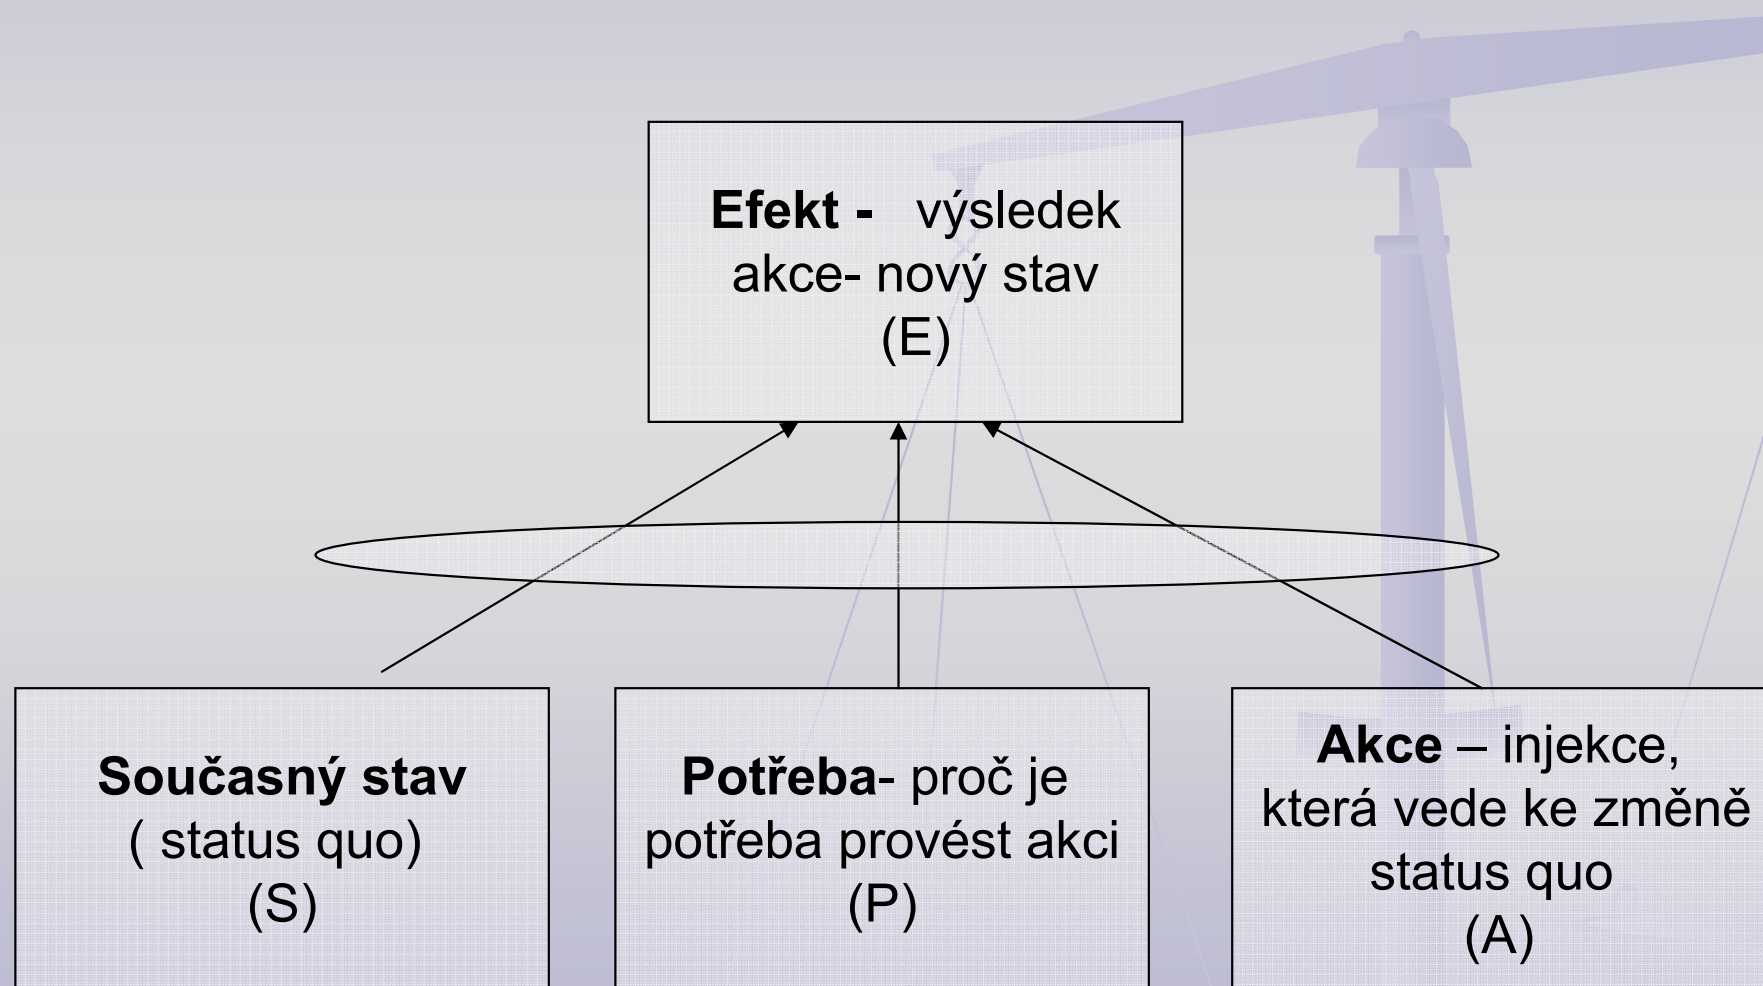 Efekt - výsledek
akce- nový stav
(E)
Současný stav
( status quo)
(S)
Potřeba- proč je
potřeba provést akci
(P)
Akce – injekce,
která vede ke změně
status quo
(A)